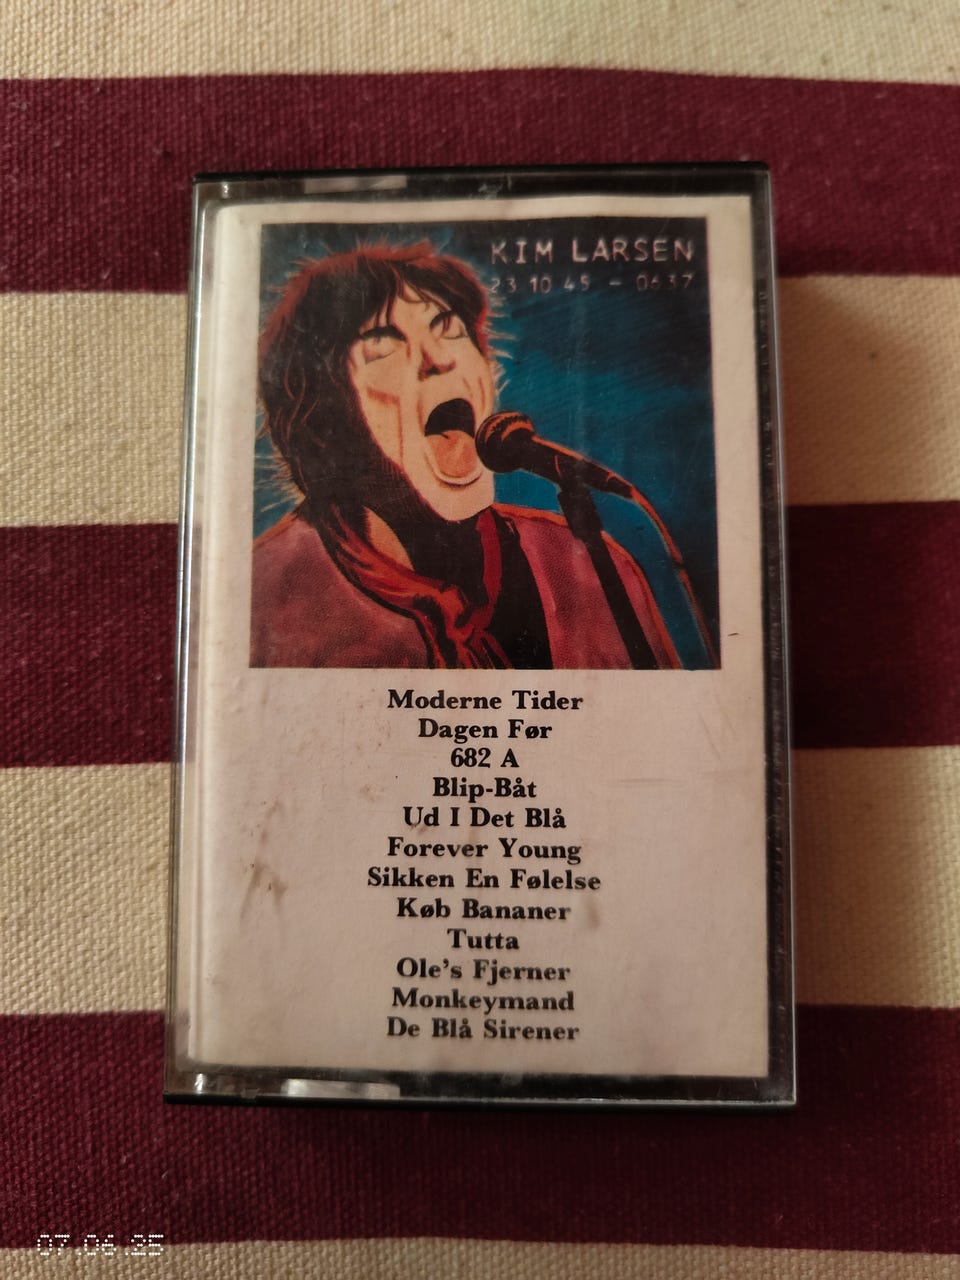 KIM LARSEN
23 10 45 - 0637
Moderne Tider
Dagen Før
682 A
Blip-Båt
Ud I Det Blå
Forever Young
Sikken En Følelse
Køb Bananer
Tutta
Ole's Fjerner
Monkeymand
De Blå Sirener
07.06.25